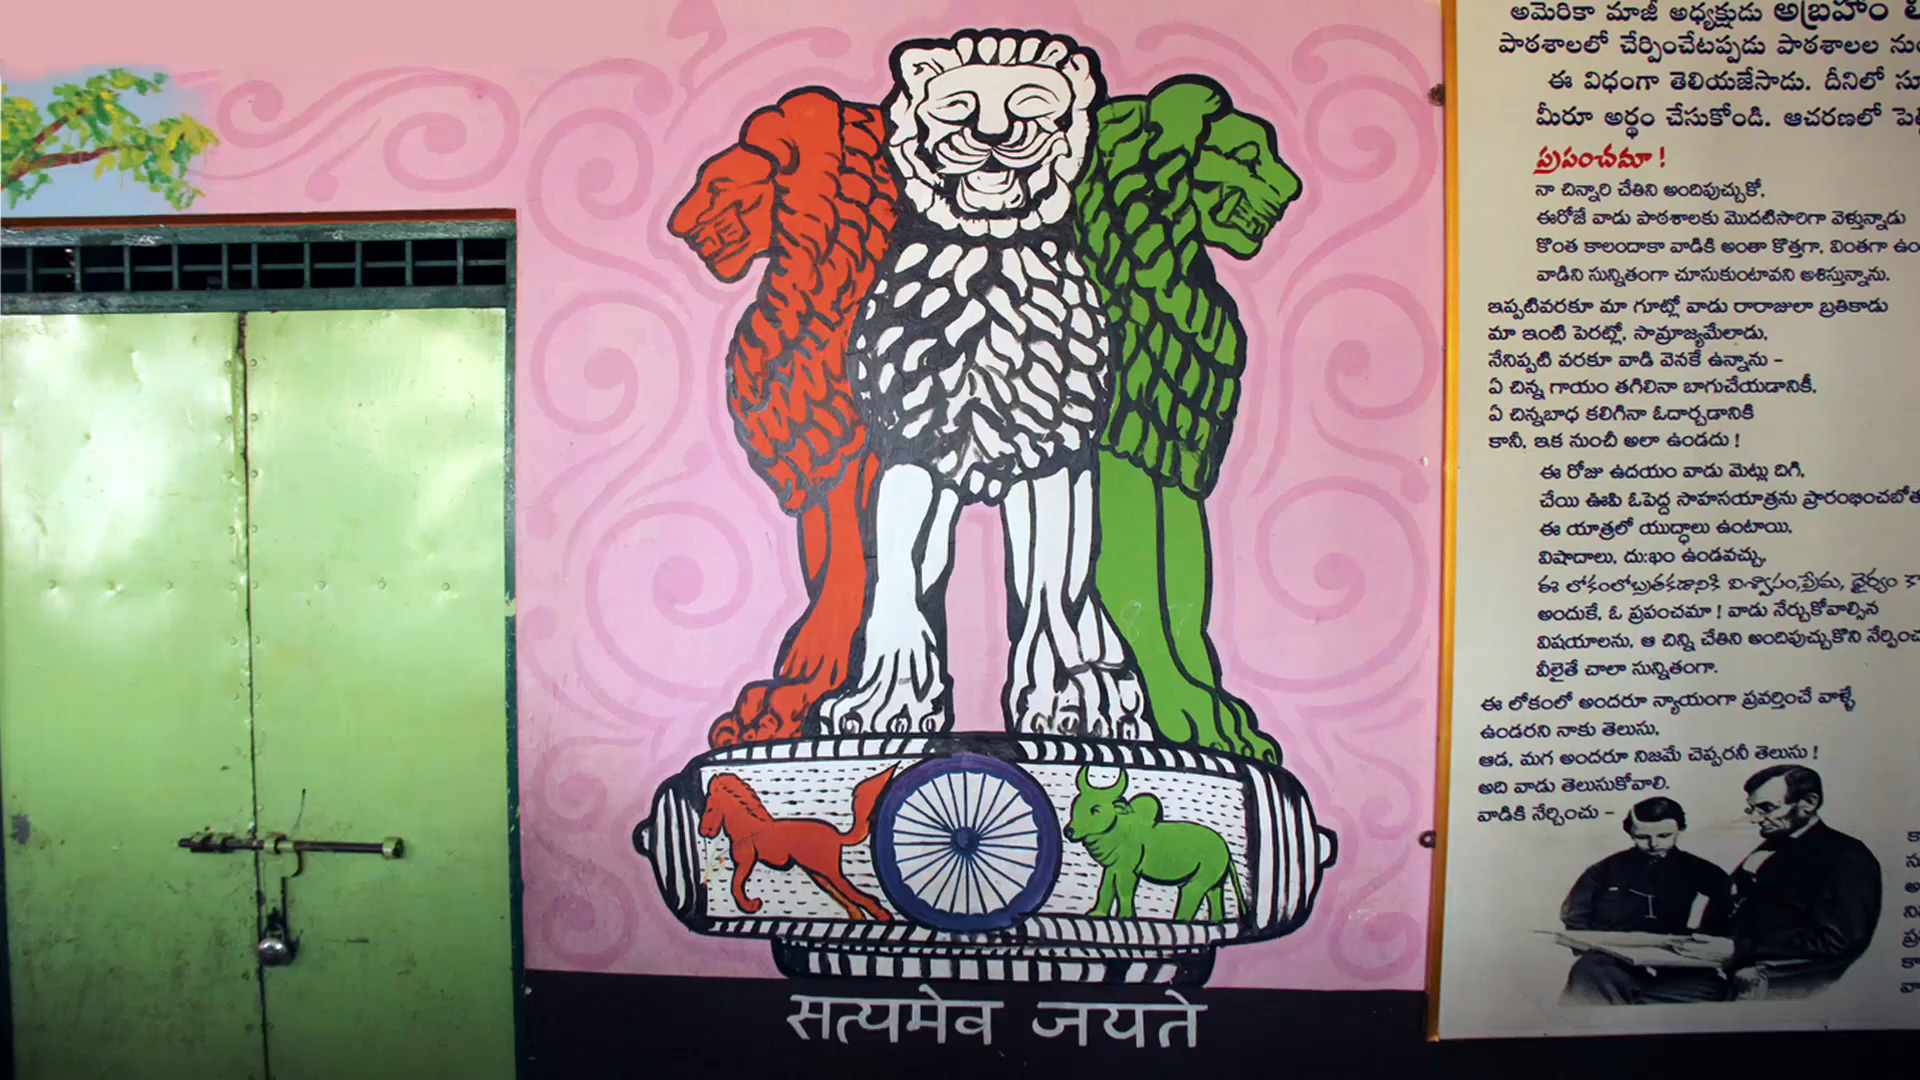 सत्यमेव जयते
అమెరికా మాజీ అధ్యక్షుడు అబ్రహాం
పాఠశాలలో చేర్పించేటప్పుడు పాఠశాలల
ఈ విధంగా తెలియజేసాడు. దీనిలో
మీరూ అర్థం చేసుకోండి. ఆచరణలో
ప్రపంచమా !
నా చిన్నారి చేతిని అందిపుచ్చుకో,
ఈరోజే వాడు పాఠశాలకు మొదటిసారిగా వెళ్తున్నాడు
కొంత కాలందాకా వాడికి అంతా కొత్తగా, వింతగా
వాడిని సున్నితంగా చూసుకుంటావని ఆశిస్తున్నాను.
ఇప్పటివరకూ మా గూట్లో వాడు రారాజులా బ్రతికాడు
మా ఇంటి పెరట్లో, సామ్రాజ్యమేలాడు,
నేనిప్పటి వరకూ వాడి వెనకే ఉన్నాను –
ఏ చిన్న గాయం తగిలినా బాగుచేయడానికీ,
ఏ చిన్నబాధ కలిగినా ఓదార్చడానికి
కానీ, ఇక నుంచీ అలా ఉండదు !
ఈ రోజు ఉదయం వాడు మెట్లు దిగి,
చేయి ఊపి ఓపెద్ద సాహసయాత్రను
ఈ యాత్రలో యుద్ధాలు ఉంటాయి,
విషాదాలు, దు:ఖం ఉండవచ్చు,
ఈ లోకంలోబ్రతకడానికి విశ్వాసం,ప్రేమ, ధైర్యం
అందుకే, ఓ ప్రపంచమా ! వాడు నేర్చుకోవాల్సిన
విషయాలను, ఆ చిన్ని చేతిని అందిపుచ్చుకొని
వీలైతే చాలా సున్నితంగా.
ఈ లోకంలో అందరూ న్యాయంగా ప్రవర్తించే వాళ్ళే
ఉండరని నాకు తెలుసు,
ఆడ, మగ అందరూ నిజమే చెప్పరనీ తెలుసు !
అది వాడు తెలుసుకోవాలి.
వాడికి నేర్పించు –